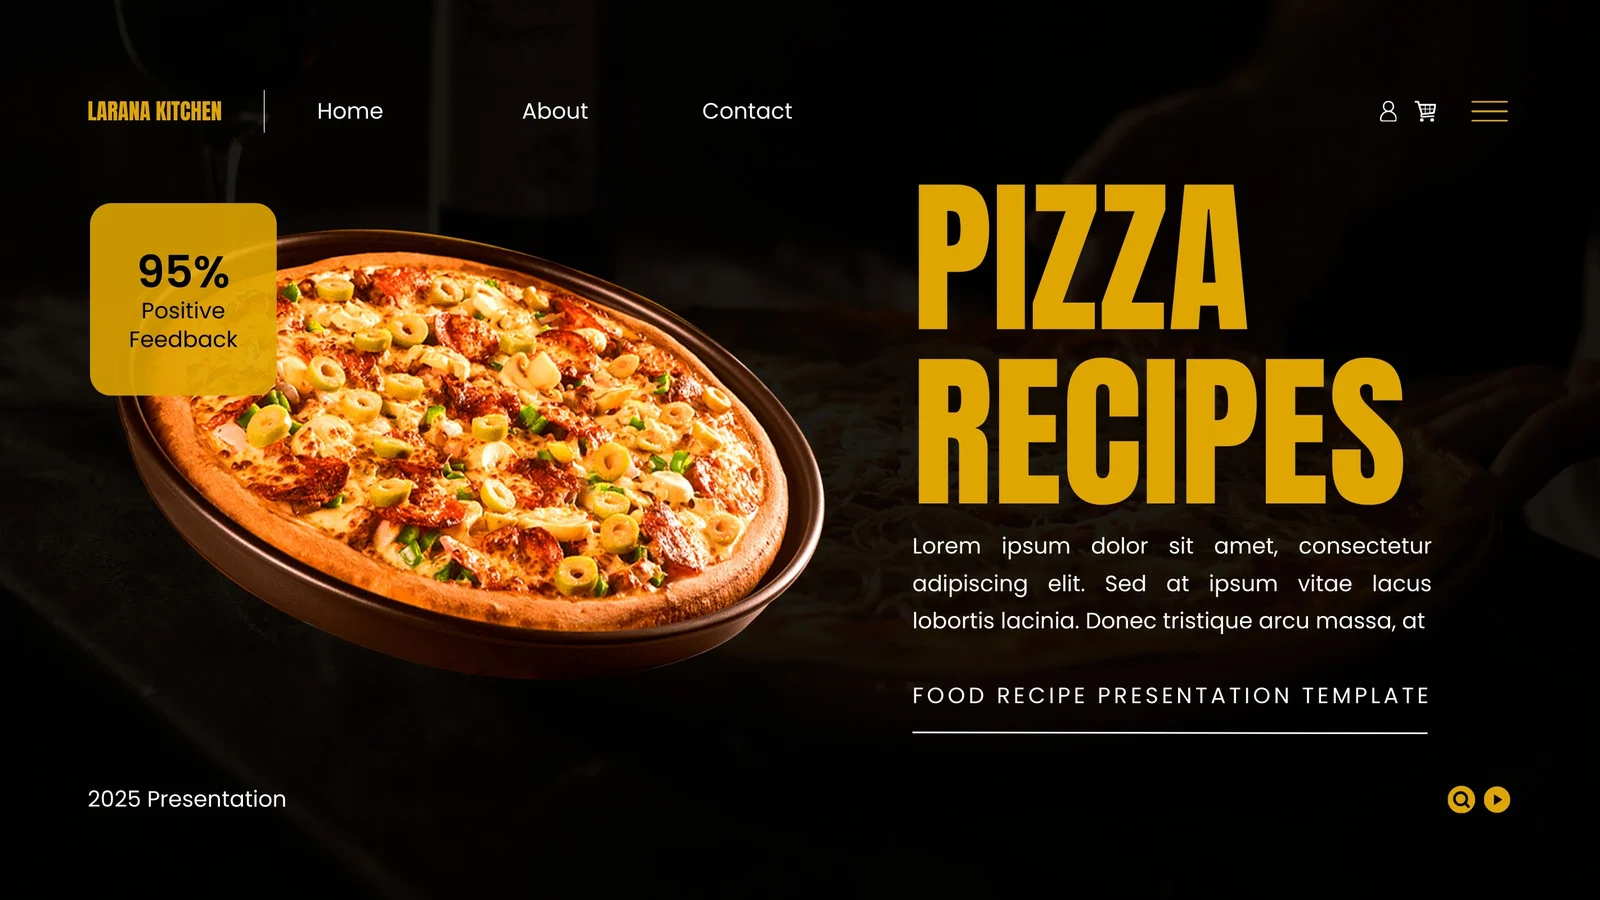 LARANA KITCHEN
Home
About
Contact
95%
Positive
Feedback
PIZZA
RECIPES
Lorem ipsum dolor sit amet, consectetur
adipiscing elit. Sed at ipsum vitae lacus
lobortis lacinia. Donec tristique arcu massa, at
FOOD RECIPE PRESENTATION TEMPLATE
2025 Presentation